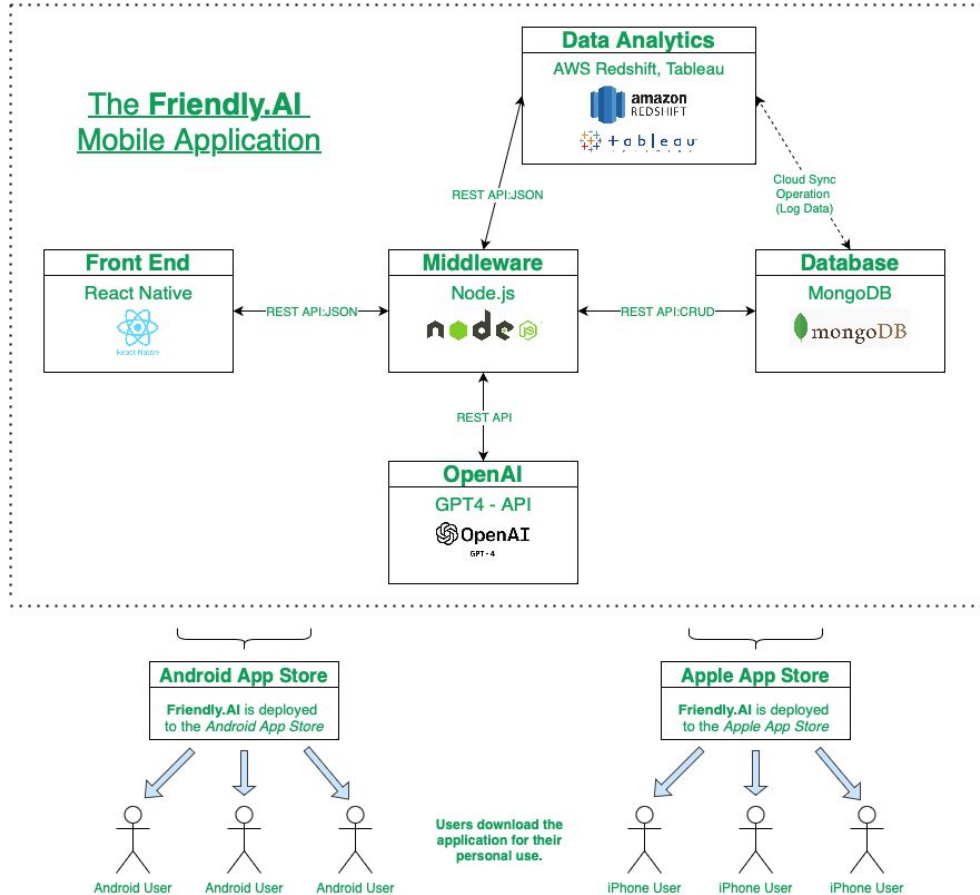 The Friendly.AI
Mobile Application
Data Analytics
AWS Redshift, Tableau
amazon
REDSHIFT
+ableau
REST API:JSON
Cloud Sync
Operation
(Log Data)
Front End
React Native
React Native
REST API:JSON
Middleware
Node.js
node
JS
REST API:CRUD
Database
MongoDB
mongoDB
REST API
OpenAI
GPT4 - API
OpenAI
GPT-4
Android App Store
Friendly.AI is deployed
to the Android App Store
Apple App Store
Friendly.AI is deployed
to the Apple App Store
Users download the
application for their
personal use.
Android User
Android User
Android User
iPhone User
iPhone User
iPhone User